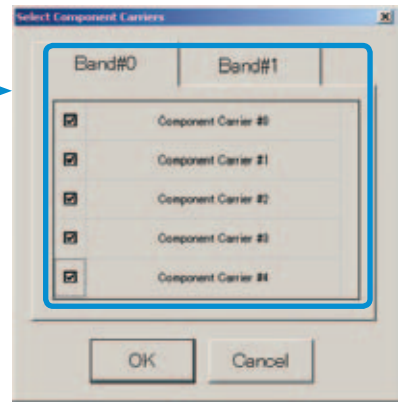 Select Component Carriers
Band#0 Band#1
Component Carrier #0
Component Carrier #1
Component Carrier #2
Component Carrier #3
Component Carrier #4
OK Cancel